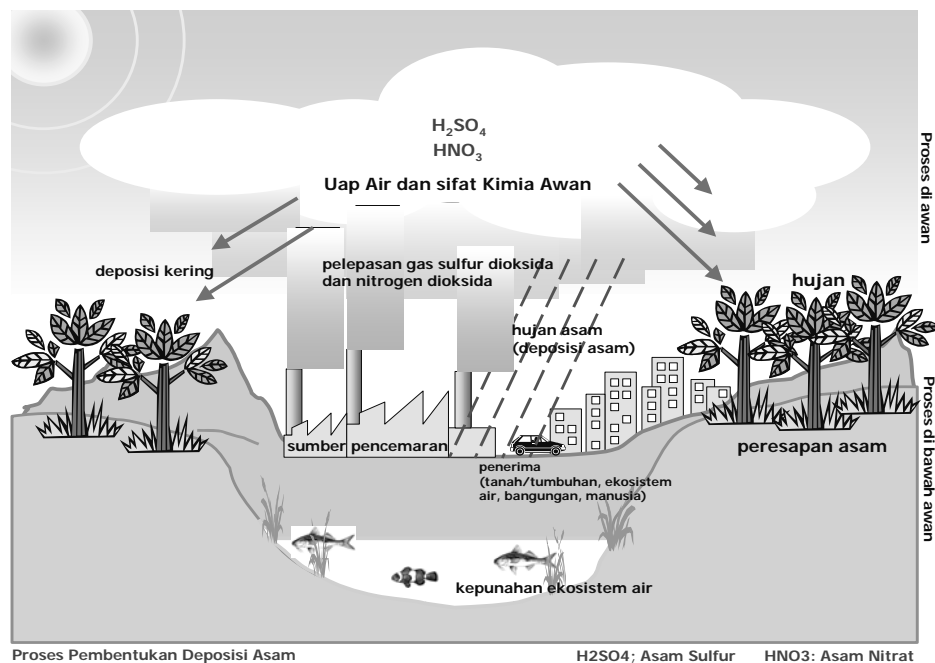 H₂SO₄
HNO₃
Uap Air dan sifat Kimia Awan
Proses di awan
deposisi kering
pelepasan gas sulfur dioksida
dan nitrogen dioksida
hujan
hujan asam
(deposisi asam)
Proses di bawah awan
sumber pencemaran
peresapan asam
penerima
(tanah/tumbuhan, ekosistem
air, bangungan, manusia)
kepunahan ekosistem air
Proses Pembentukan Deposisi Asam
H2SO4; Asam Sulfur HNO3: Asam Nitrat